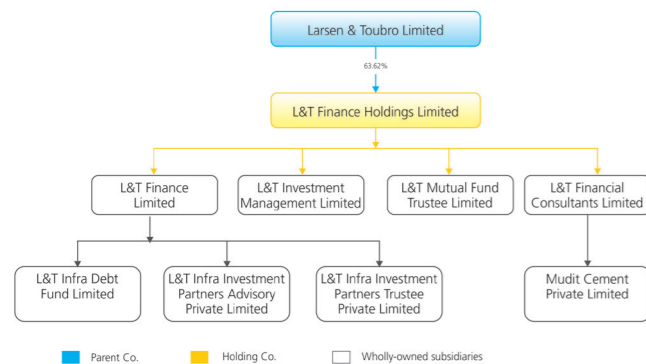 Larsen & Toubro Limited
63.62%
L&T Finance Holdings Limited
L&T Finance
Limited
L&T Investment
Management Limited
L&T Mutual Fund
Trustee Limited
L&T Financial
Consultants Limited
L&T Infra Debt
Fund Limited
L&T Infra Investment
Partners Advisory
Private Limited
L&T Infra Investment
Partners Trustee
Private Limited
Mudit Cement
Private Limited
Parent Co.
Holding Co.
Wholly-owned subsidiaries